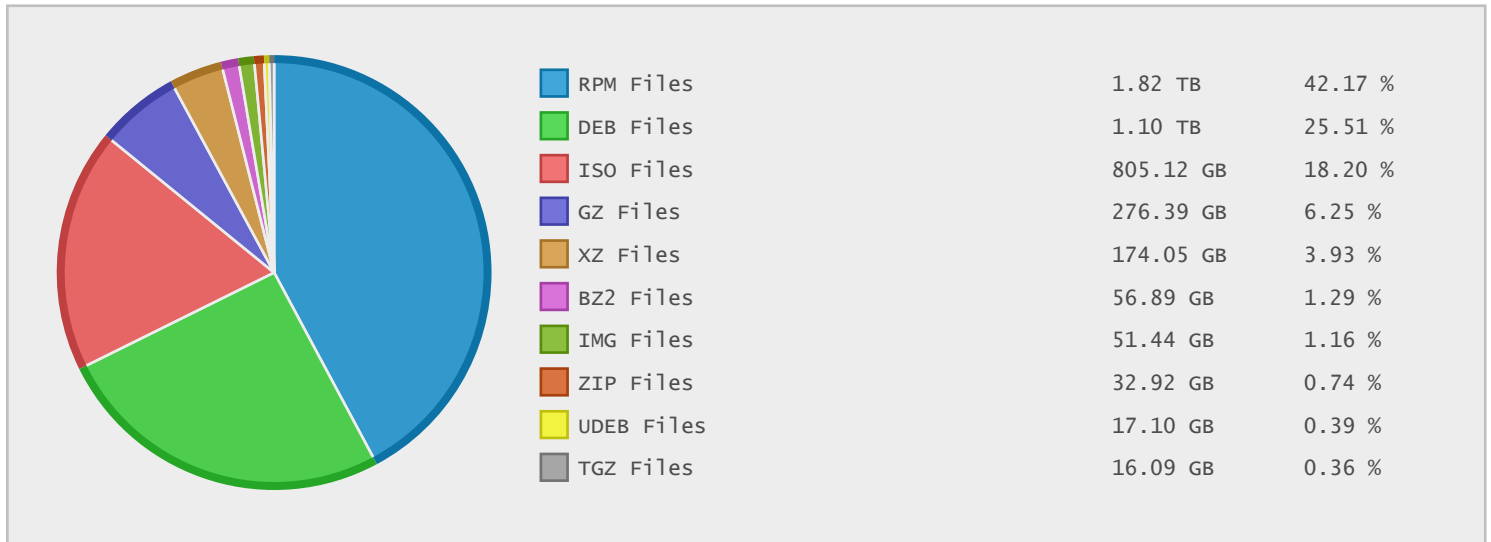 RPM Files 1.82 TB 42.17 %
DEB Files 1.10 TB 25.51 %
ISO Files 805.12 GB 18.20 %
GZ Files 276.39 GB 6.25 %
XZ Files 174.05 GB 3.93 %
BZ2 Files 56.89 GB 1.29 %
IMG Files 51.44 GB 1.16 %
ZIP Files 32.92 GB 0.74 %
UDEB Files 17.10 GB 0.39 %
TGZ Files 16.09 GB 0.36 %